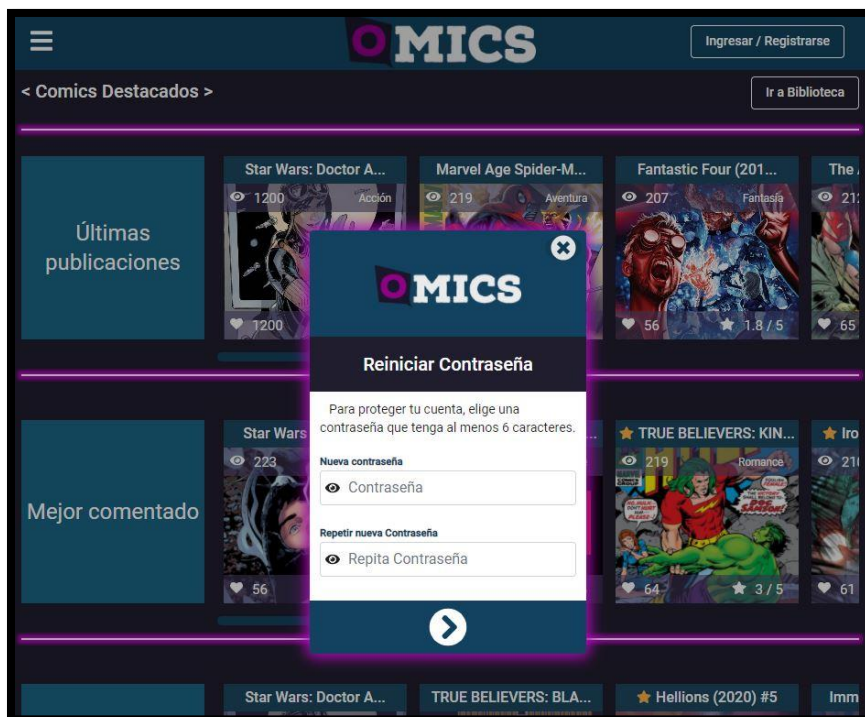 OMICS
Ingresar / Registrarse
< Comics Destacados >
Ir a Biblioteca
Últimas
publicaciones
Star Wars: Doctor A...
1200
Acción
1200
Marvel Age Spider-M...
219
Aventura
Fantastic Four (201...
207
Fantasía
56
1.8 / 5
The
65
OMICS
Reiniciar Contraseña
Para proteger tu cuenta, elige una
contraseña que tenga al menos 6 caracteres.
Nueva contraseña
Contraseña
Repetir nueva Contraseña
Repita Contraseña
Mejor comentado
Star Wars
223
56
...
TRUE BELIEVERS: KIN...
219
Romance
DOC
SAMSON!
64
3 / 5
Iro
61
Star Wars: Doctor A...
TRUE BELIEVERS: BLA...
Hellions (2020) #5
Imm